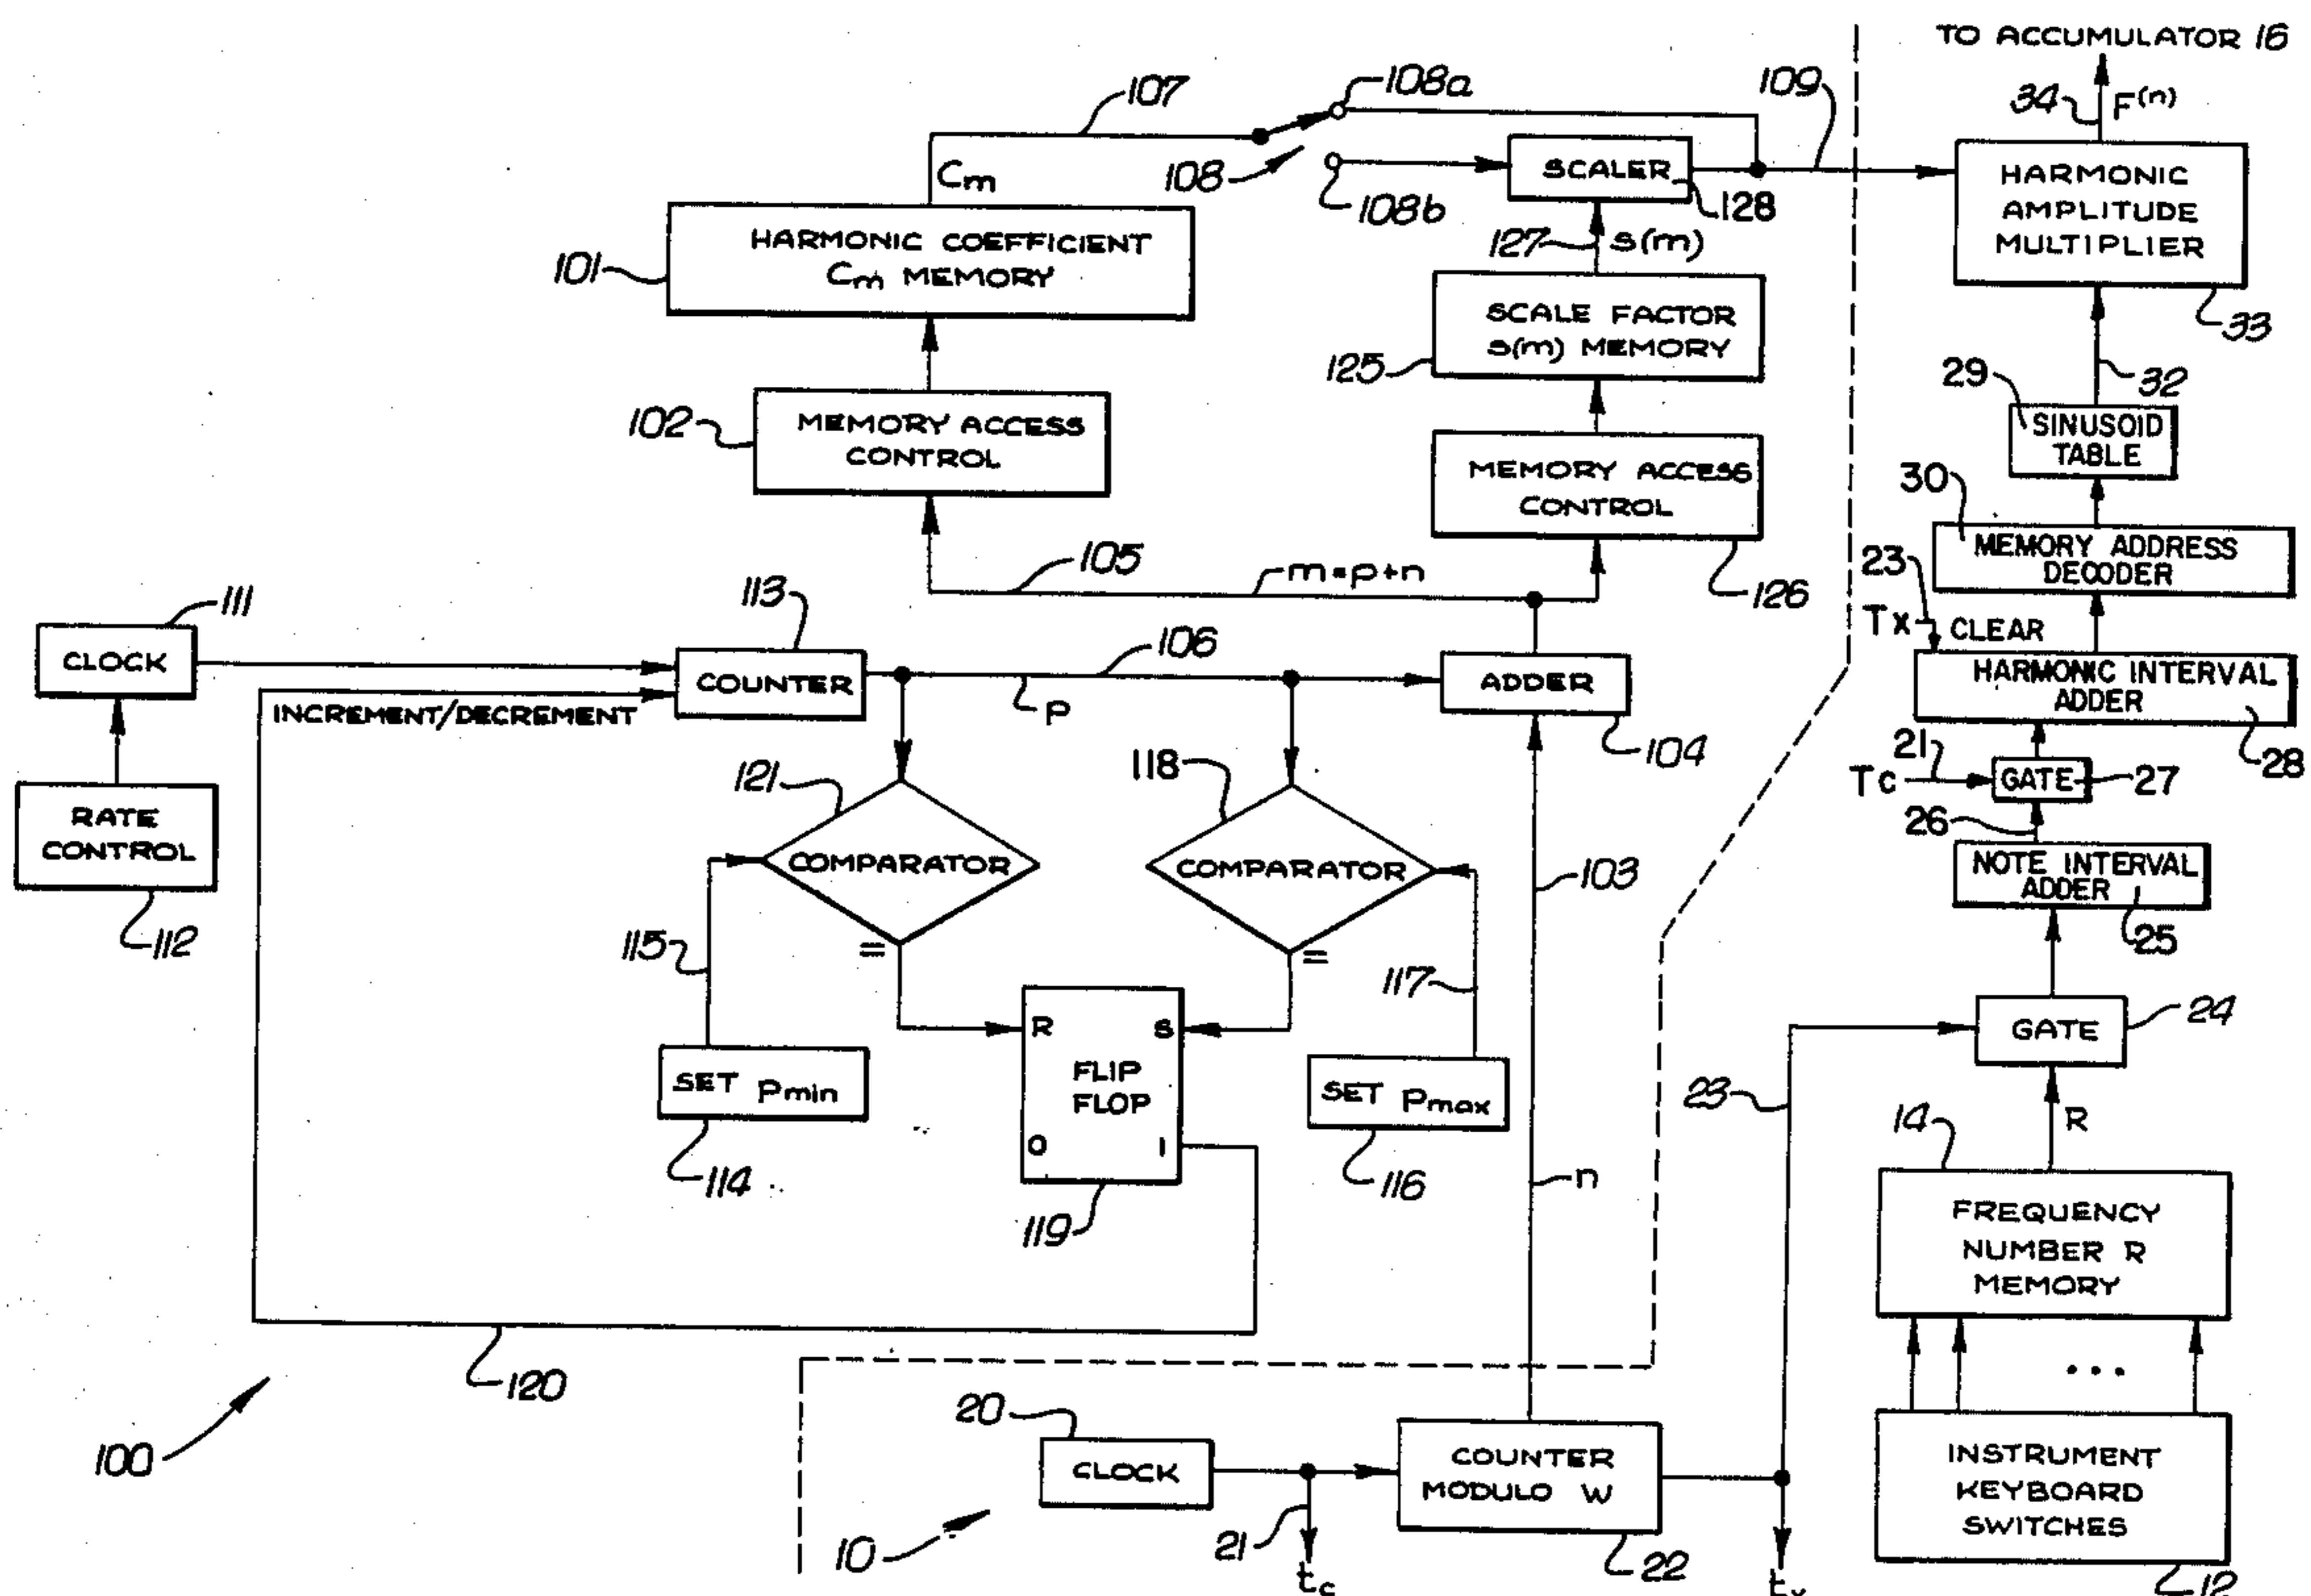 TO ACCUMULATOR 16
34
F(n)
107
108a
109
108
108b
Cm
SCALER
128
127
s(m)
HARMONIC
AMPLITUDE
MULTIPLIER
33
101
HARMONIC COEFFICIENT
Cm MEMORY
SCALE FACTOR
s(m) MEMORY
125
32
29
SINUSOID
TABLE
102
MEMORY ACCESS
CONTROL
MEMORY ACCESS
CONTROL
126
30
MEMORY ADDRESS
DECODER
105
m=p+n
23
Tx
CLEAR
HARMONIC INTERVAL
ADDER
28
111
CLOCK
113
COUNTER
106
P
ADDER
104
INCREMENT/DECREMENT
21
Tc
GATE
27
26
RATE
CONTROL
112
121
COMPARATOR
=
118
COMPARATOR
=
103
NOTE INTERVAL
ADDER
25
115
117
R
S
FLIP
FLOP
O
1
119
SET Pmin
114
SET Pmax
116
GATE
24
23
R
14
FREQUENCY
NUMBER R
MEMORY
n
120
100
...
20
CLOCK
COUNTER
MODULO W
22
21
tc
tx
10
INSTRUMENT
KEYBOARD
SWITCHES
12